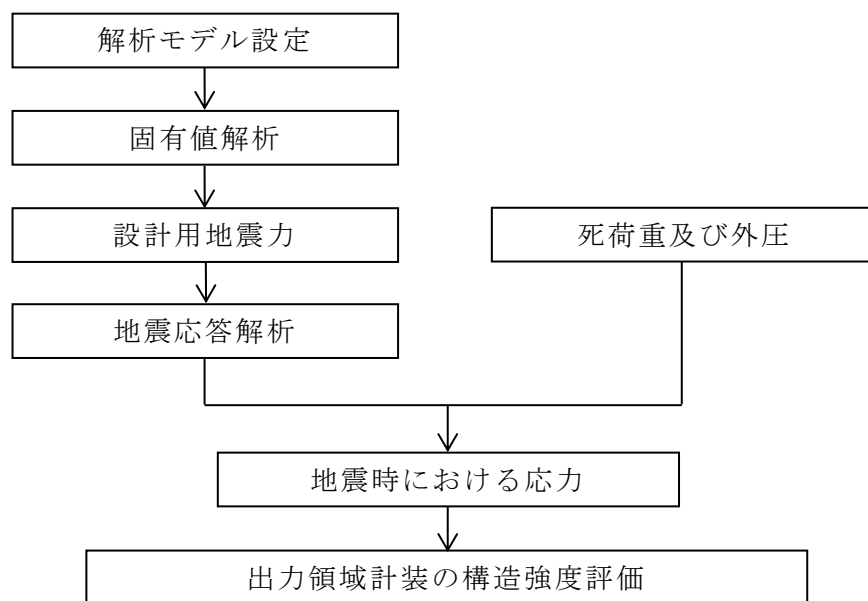 解析モデル設定
固有値解析
設計用地震力
死荷重及び外圧
地震応答解析
地震時における応力
出力領域計装の構造強度評価